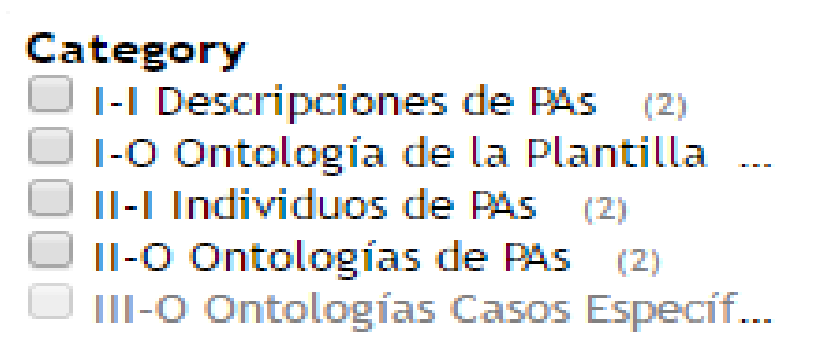 Category
I-I Descripciones de PAs (2)
I-O Ontología de la Plantilla ...
II-I Individuos de PAs (2)
II-O Ontologías de PAs (2)
III-O Ontologías Casos Específ...